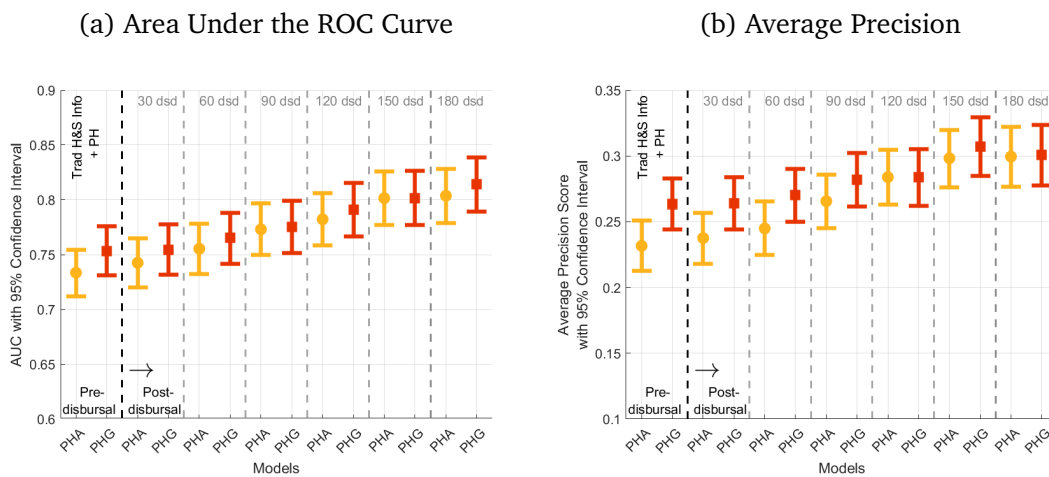 (a) Area Under the ROC Curve
0.9
0.85
0.8
0.75
0.7
0.65
0.6
AUC with 95% Confidence Interval
Trad H&S Info
+ PH
30 dsd
60 dsd
90 dsd
120 dsd
150 dsd
180 dsd
Pre-
disbursal
Post-
disbursal
PHA
PHG
PHA
PHG
PHA
PHG
PHA
PHG
PHA
PHG
PHA
PHG
PHA
PHG
Models
(b) Average Precision
0.35
0.3
0.25
0.2
0.15
0.1
Average Precision Score
with 95% Confidence Interval
Trad H&S Info
+ PH
30 dsd
60 dsd
90 dsd
120 dsd
150 dsd
180 dsd
Pre-
disbursal
Post-
disbursal
PHA
PHG
PHA
PHG
PHA
PHG
PHA
PHG
PHA
PHG
PHA
PHG
PHA
PHG
Models